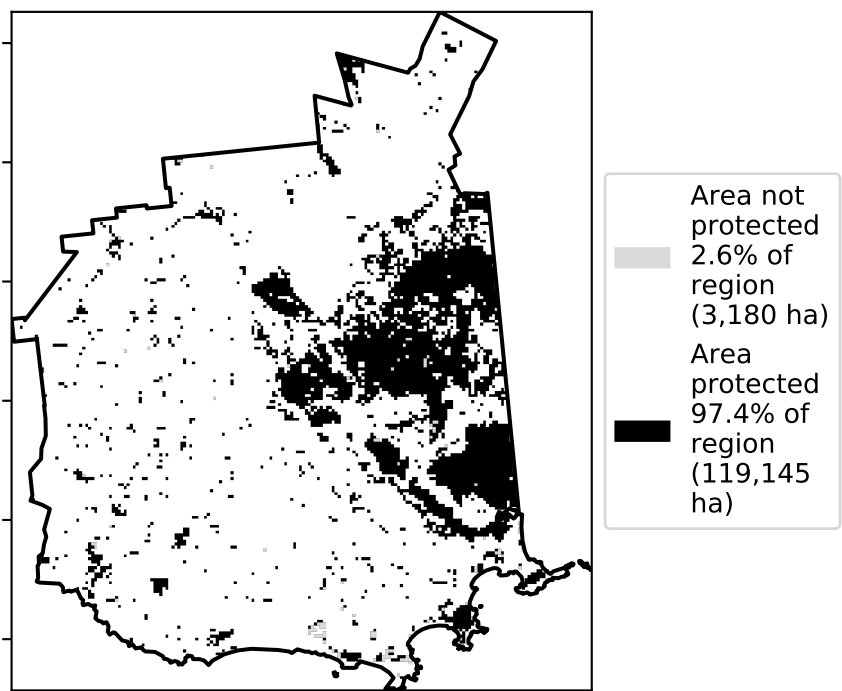 Area not
protected
2.6% of
region
(3,180 ha)
Area
protected
97.4% of
region
(119,145
ha)